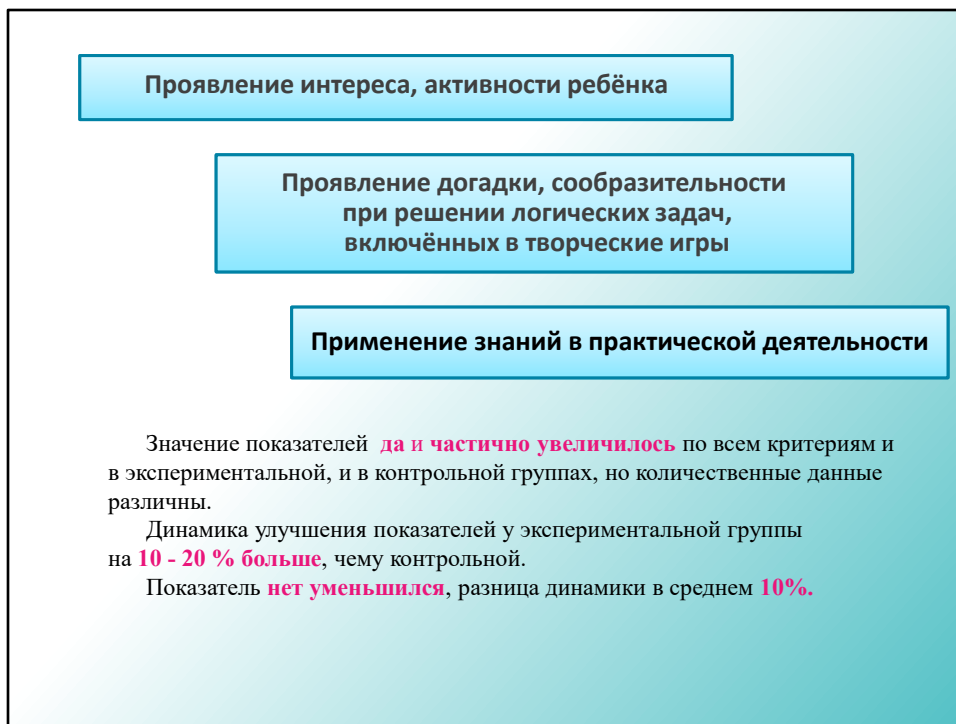 Проявление интереса, активности ребёнка
Проявление догадки, сообразительности
при решении логических задач,
включённых в творческие игры
Применение знаний в практической деятельности
Значение показателей да и частично увеличилось по всем критериям и
в экспериментальной, и в контрольной группах, но количественные данные
различны.
Динамика улучшения показателей у экспериментальной группы
на 10 - 20 % больше, чему контрольной.
Показатель нет уменьшился, разница динамики в среднем 10%.